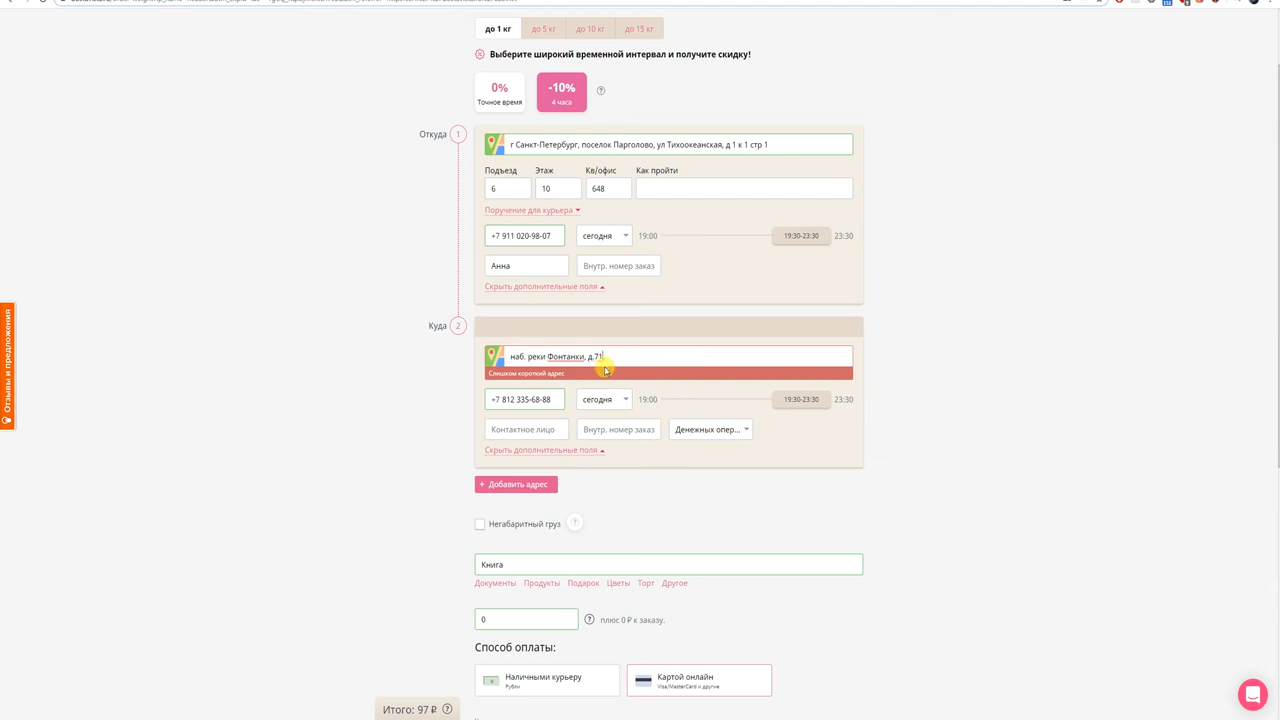 до 1 кг до 5 кг до 10 кг до 15 кг
Выберите широкий временной интервал и получите скидку!
0% -10%
Точное время 4 часа ?
Откуда 1 г Санкт-Петербург, поселок Парголово, ул Тихоокеанская, д 1 к 1 стр 1
Подъезд Этаж Кв/офис Как пройти
6 10 648
Поручение для курьера
+7 911 020-98-07 сегодня 19:00 19:30-23:30 23:30
Анна Внутр. номер заказ
Скрыть дополнительные поля
Куда 2
наб. реки Фонтанки, д.71
Слишком короткий адрес
+7 812 335-68-88 сегодня 19:00 19:30-23:30 23:30
Контактное лицо Внутр. номер заказ Денежных опер...
Скрыть дополнительные поля
+ Добавить адрес
Негабаритный груз ?
Книга
Документы Продукты Подарок Цветы Торт Другое
0 ? плюс 0 ₽ к заказу.
Способ оплаты:
Наличными курьеру Картой онлайн
Рубли Visa/MasterCard и другие
Итого: 97 ₽ ?
Отзывы и предложения